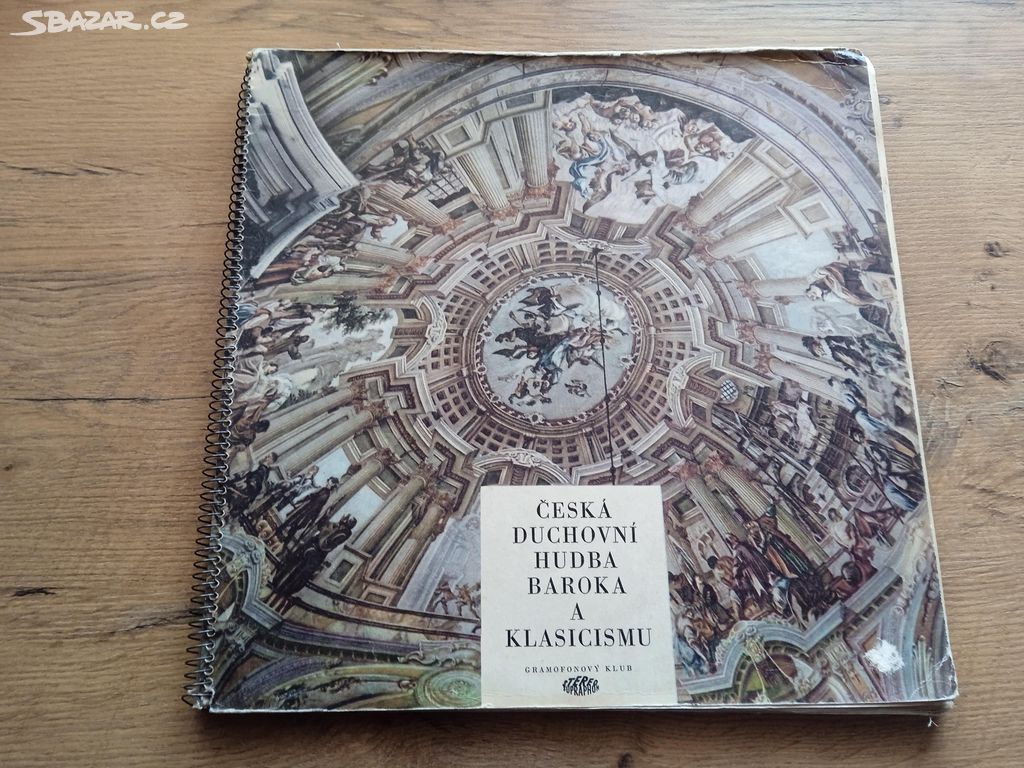 SBAZAR.CZ
ČESKÁ
DUCHOVNÍ
HUDBA
BAROKA
A
KLASICISMU
GRAMOFONOVÝ KLUB
STEREO
SUPRAPHON